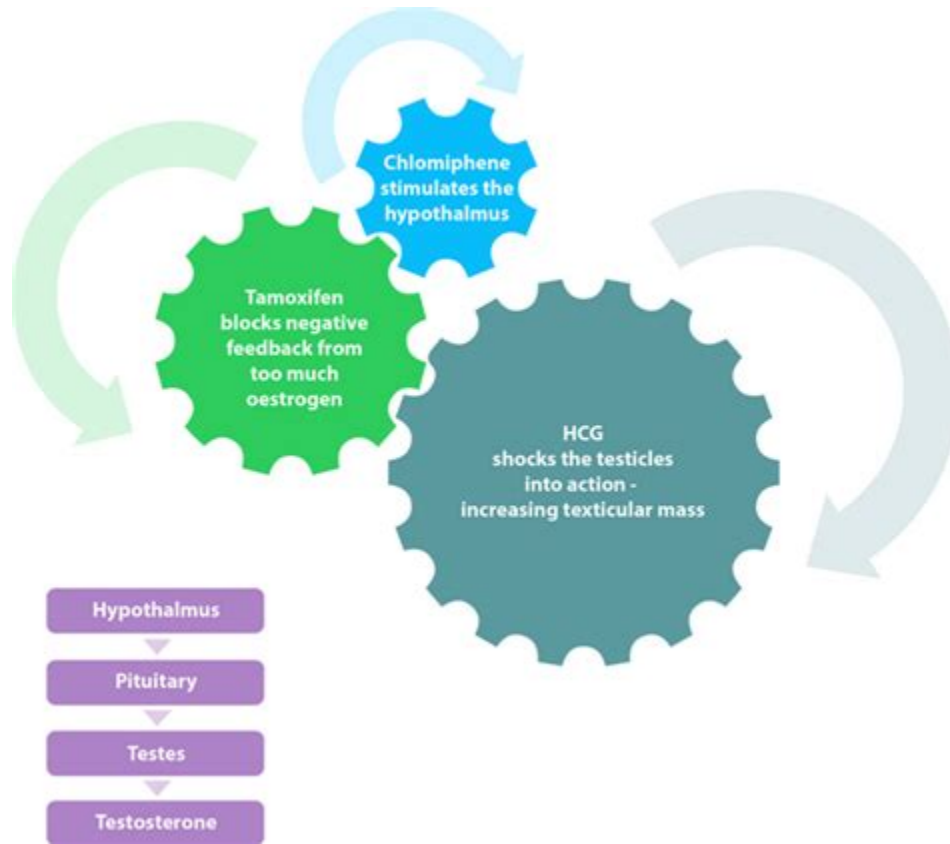 Chlomiphene
stimulates the
hypothalmus
Tamoxifen
blocks negative
feedback from
too much
oestrogen
HCG
shocks the testicles
into action -
increasing texticular mass
Hypothalmus
Pituitary
Testes
Testosterone